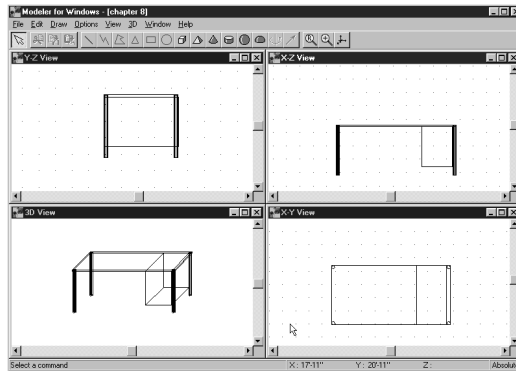 Modeler for Windows - [chapter 8]
File Edit Draw Options View 3D Window Help
Y-Z View
X-Z View
3D View
X-Y View
Select a command
X: 17'-11"
Y: 20'-11"
Z:
Absolute